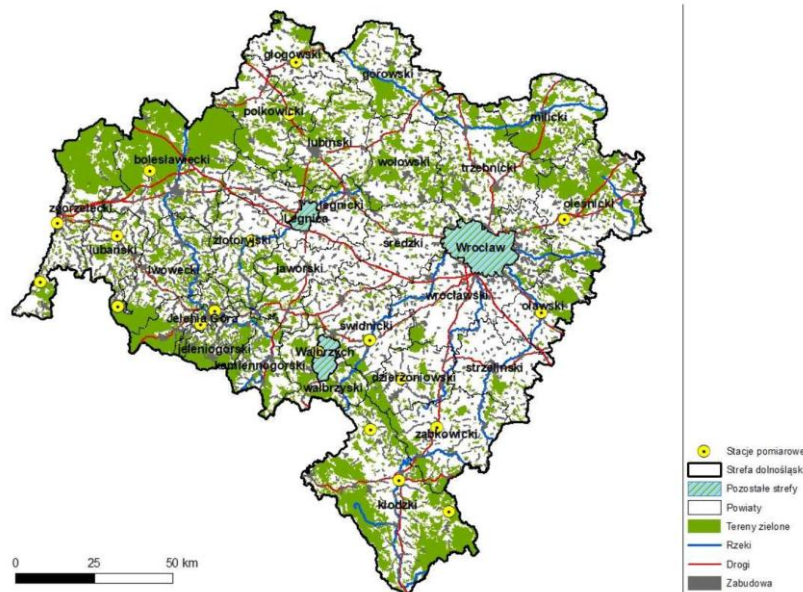 głogowski
górowski
polkowicki
milicki
lubiński
bolesławiecki
wołowski
trzebnicki
zgorzelecki
legnicki
oleśnicki
Legnica
lubański
złotoryjski
średzki
Wrocław
lwowecki
jaworski
wrocławski
oławski
Jelenia Góra
świdnicki
jeleniogórski
Wałbrzych
kamiennogórski
strzeliński
wałbrzyski
dzierżoniowski
ząbkowicki
kłodzki
0 25 50 km
Stacje pomiarowe
Strefa dolnośląsk
Pozostałe strefy
Powiaty
Tereny zielone
Rzeki
Drogi
Zabudowa